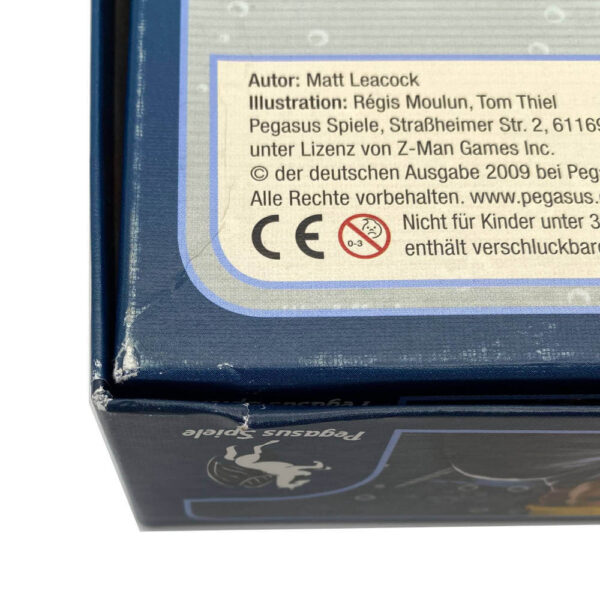 Autor: Matt Leacock
Illustration: Régis Moulun, Tom Thiel
Pegasus Spiele, Straßheimer Str. 2, 61169
unter Lizenz von Z-Man Games Inc.
© der deutschen Ausgabe 2009 bei Peg
Alle Rechte vorbehalten. www.pegasus.
CE 0-3 Nicht für Kinder unter 3
enthält verschluckbare
Pegasus Spiele